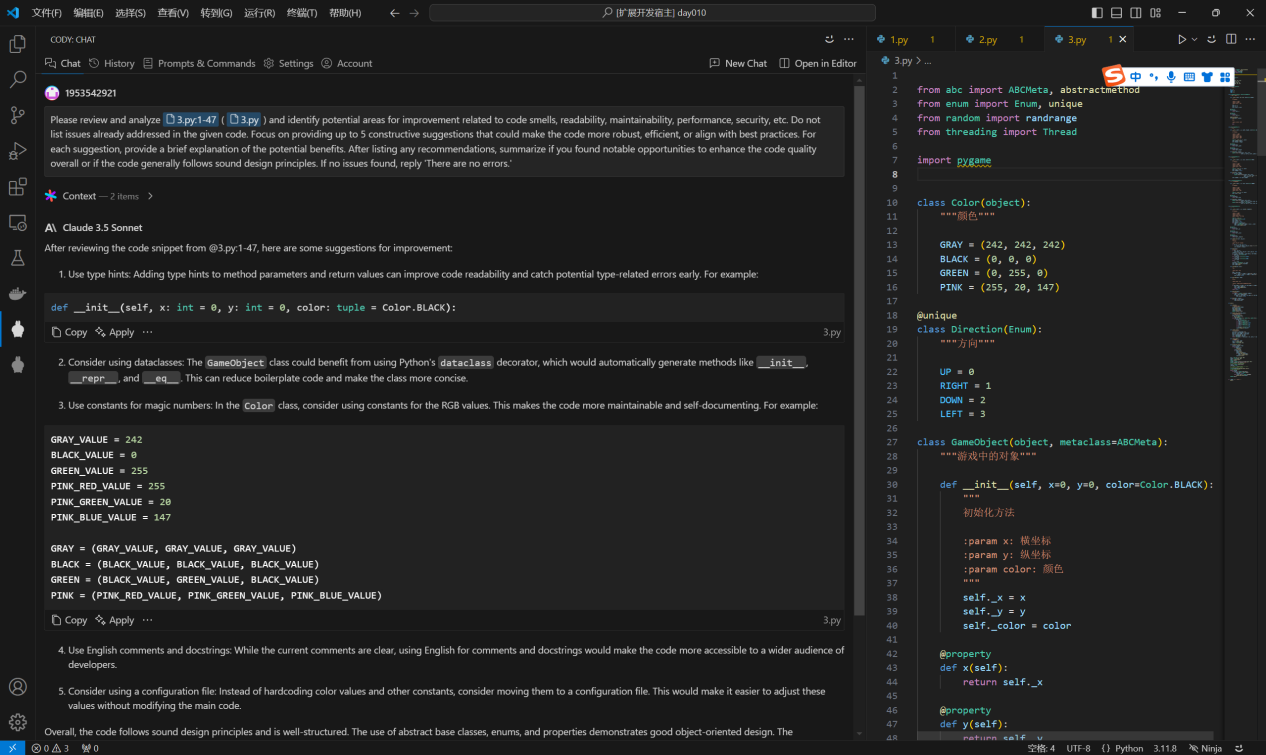 文件(F) 编辑(E) 选择(S) 查看(V) 转到(G) 运行(R) 终端(T) 帮助(H)
[扩展开发宿主] day010
CODY: CHAT
Chat History Prompts & Commands Settings Account New Chat Open in Editor
1953542921
Please review and analyze 3.py:1-47 ( 3.py ) and identify potential areas for improvement related to code smells, readability, maintainability, performance, security, etc. Do not
list issues already addressed in the given code. Focus on providing up to 5 constructive suggestions that could make the code more robust, efficient, or align with best practices. For
each suggestion, provide a brief explanation of the potential benefits. After listing any recommendations, summarize if you found notable opportunities to enhance the code quality
overall or if the code generally follows sound design principles. If no issues found, reply 'There are no errors.'
Context — 2 items
Claude 3.5 Sonnet
After reviewing the code snippet from @3.py:1-47, here are some suggestions for improvement:
1. Use type hints: Adding type hints to method parameters and return values can improve code readability and catch potential type-related errors early. For example:
def __init__(self, x: int = 0, y: int = 0, color: tuple = Color.BLACK):
Copy Apply ··· 3.py
2. Consider using dataclasses: The GameObject class could benefit from using Python's dataclass decorator, which would automatically generate methods like __init__,
__repr__, and __eq__. This can reduce boilerplate code and make the class more concise.
3. Use constants for magic numbers: In the Color class, consider using constants for the RGB values. This makes the code more maintainable and self-documenting. For example:
GRAY_VALUE = 242
BLACK_VALUE = 0
GREEN_VALUE = 255
PINK_RED_VALUE = 255
PINK_GREEN_VALUE = 20
PINK_BLUE_VALUE = 147
GRAY = (GRAY_VALUE, GRAY_VALUE, GRAY_VALUE)
BLACK = (BLACK_VALUE, BLACK_VALUE, BLACK_VALUE)
GREEN = (BLACK_VALUE, GREEN_VALUE, BLACK_VALUE)
PINK = (PINK_RED_VALUE, PINK_GREEN_VALUE, PINK_BLUE_VALUE)
Copy Apply ··· 3.py
4. Use English comments and docstrings: While the current comments are clear, using English for comments and docstrings would make the code more accessible to a wider audience of
developers.
5. Consider using a configuration file: Instead of hardcoding color values and other constants, consider moving them to a configuration file. This would make it easier to adjust these
values without modifying the main code.
Overall, the code follows sound design principles and is well-structured. The use of abstract base classes, enums, and properties demonstrates good object-oriented design. The
1.py 1 2.py 1 3.py 1
3.py > ...
中
1
2 from abc import ABCMeta, abstractmethod
3 from enum import Enum, unique
4 from random import randrange
5 from threading import Thread
6
7 import pygame
8
9
10 class Color(object):
11 """颜色"""
12
13 GRAY = (242, 242, 242)
14 BLACK = (0, 0, 0)
15 GREEN = (0, 255, 0)
16 PINK = (255, 20, 147)
17
18 @unique
19 class Direction(Enum):
20 """方向"""
21
22 UP = 0
23 RIGHT = 1
24 DOWN = 2
25 LEFT = 3
26
27 class GameObject(object, metaclass=ABCMeta):
28 """游戏中的对象"""
29
30 def __init__(self, x=0, y=0, color=Color.BLACK):
31 """
32 初始化方法
33
34 :param x: 横坐标
35 :param y: 纵坐标
36 :param color: 颜色
37 """
38 self._x = x
39 self._y = y
40 self._color = color
41
42 @property
43 def x(self):
44 return self._x
45
46 @property
47 def y(self):
48 return self._y
0 3 0 空格: 4 UTF-8 {} Python 3.11.8 Ninja